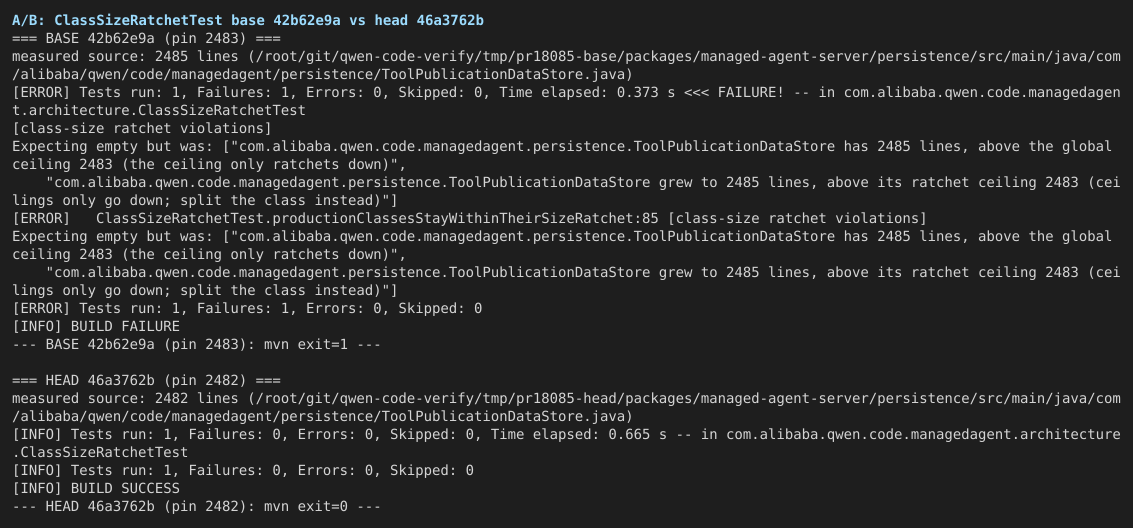 A/B: ClassSizeRatchetTest base 42b62e9a vs head 46a3762b
=== BASE 42b62e9a (pin 2483) ===
measured source: 2485 lines (/root/git/qwen-code-verify/tmp/pr18085-base/packages/managed-agent-server/persistence/src/main/java/com
/alibaba/qwen/code/managedagent/persistence/ToolPublicationDataStore.java)
[ERROR] Tests run: 1, Failures: 1, Errors: 0, Skipped: 0, Time elapsed: 0.373 s <<< FAILURE! -- in com.alibaba.qwen.code.managedagen
t.architecture.ClassSizeRatchetTest
[class-size ratchet violations]
Expecting empty but was: ["com.alibaba.qwen.code.managedagent.persistence.ToolPublicationDataStore has 2485 lines, above the global
ceiling 2483 (the ceiling only ratchets down)",
    "com.alibaba.qwen.code.managedagent.persistence.ToolPublicationDataStore grew to 2485 lines, above its ratchet ceiling 2483 (cei
lings only go down; split the class instead)"]
[ERROR]   ClassSizeRatchetTest.productionClassesStayWithinTheirSizeRatchet:85 [class-size ratchet violations]
Expecting empty but was: ["com.alibaba.qwen.code.managedagent.persistence.ToolPublicationDataStore has 2485 lines, above the global
ceiling 2483 (the ceiling only ratchets down)",
    "com.alibaba.qwen.code.managedagent.persistence.ToolPublicationDataStore grew to 2485 lines, above its ratchet ceiling 2483 (cei
lings only go down; split the class instead)"]
[ERROR] Tests run: 1, Failures: 1, Errors: 0, Skipped: 0
[INFO] BUILD FAILURE
--- BASE 42b62e9a (pin 2483): mvn exit=1 ---

=== HEAD 46a3762b (pin 2482) ===
measured source: 2482 lines (/root/git/qwen-code-verify/tmp/pr18085-head/packages/managed-agent-server/persistence/src/main/java/com
/alibaba/qwen/code/managedagent/persistence/ToolPublicationDataStore.java)
[INFO] Tests run: 1, Failures: 0, Errors: 0, Skipped: 0, Time elapsed: 0.665 s -- in com.alibaba.qwen.code.managedagent.architecture
.ClassSizeRatchetTest
[INFO] Tests run: 1, Failures: 0, Errors: 0, Skipped: 0
[INFO] BUILD SUCCESS
--- HEAD 46a3762b (pin 2482): mvn exit=0 ---